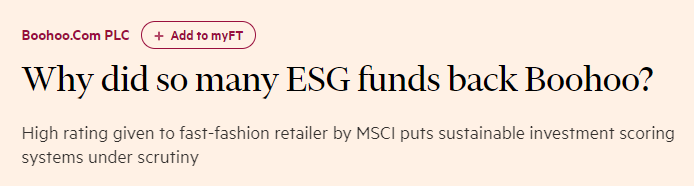 Boohoo.Com PLC + Add to myFT
Why did so many ESG funds back Boohoo?
High rating given to fast-fashion retailer by MSCI puts sustainable investment scoring
systems under scrutiny